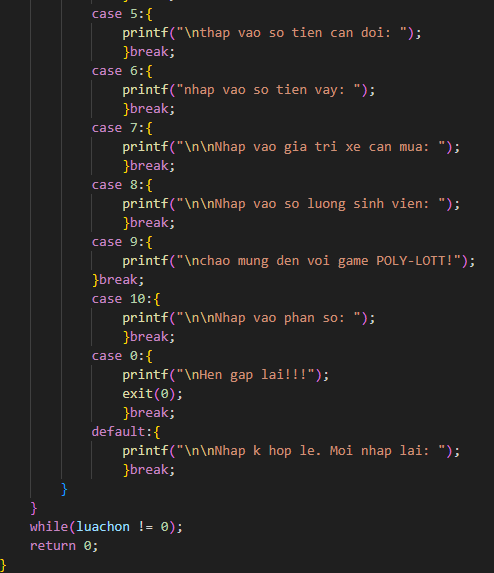 case 5:{
printf("\nthap vao so tien can doi: ");
}break;
case 6:{
printf("nhap vao so tien vay: ");
}break;
case 7:{
printf("\n\nNhap vao gia tri xe can mua: ");
}break;
case 8:{
printf("\n\nNhap vao so luong sinh vien: ");
}break;
case 9:{
printf("\nchao mung den voi game POLY-LOTT!");
}break;
case 10:{
printf("\n\nNhap vao phan so: ");
}break;
case 0:{
printf("\nHen gap lai!!!");
exit(0);
}break;
default:{
printf("\n\nNhap k hop le. Moi nhap lai: ");
}break;
}
}
while(luachon != 0);
return 0;
}